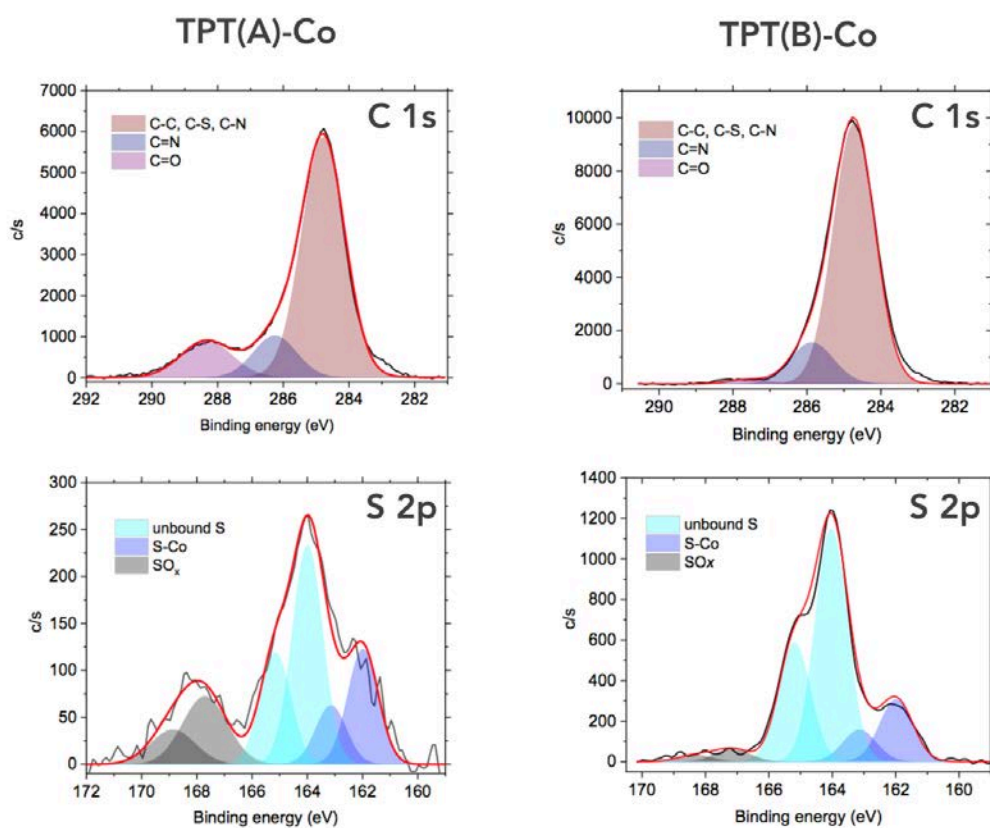 TPT(A)-Co
TPT(B)-Co
C 1s
C-C, C-S, C-N
C=N
C=O
7000
6000
5000
4000
3000
2000
1000
0
c/s
292 290 288 286 284 282
Binding energy (eV)
C 1s
C-C, C-S, C-N
C=N
C=O
10000
8000
6000
4000
2000
0
c/s
290 288 286 284 282
Binding energy (eV)
S 2p
unbound S
S-Co
SOx
300
250
200
150
100
50
0
c/s
172 170 168 166 164 162 160
Binding energy (eV)
S 2p
unbound S
S-Co
SOx
1400
1200
1000
800
600
400
200
0
c/s
170 168 166 164 162 160
Binding energy (eV)